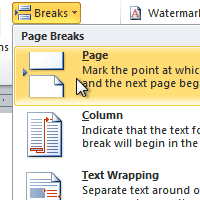 Breaks Watermark
Page Breaks
Page
Mark the point at which
and the next page beg
Column
Indicate that the text fo
break will begin in the
Text Wrapping
Separate text around o